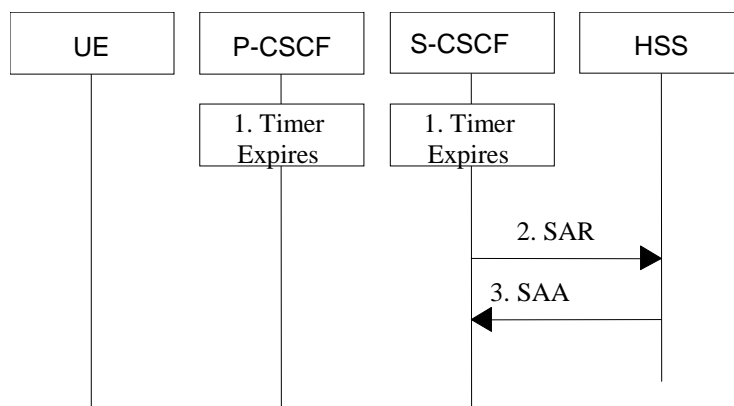 UE
P-CSCF
S-CSCF
HSS
1. Timer
Expires
1. Timer
Expires
2. SAR
3. SAA